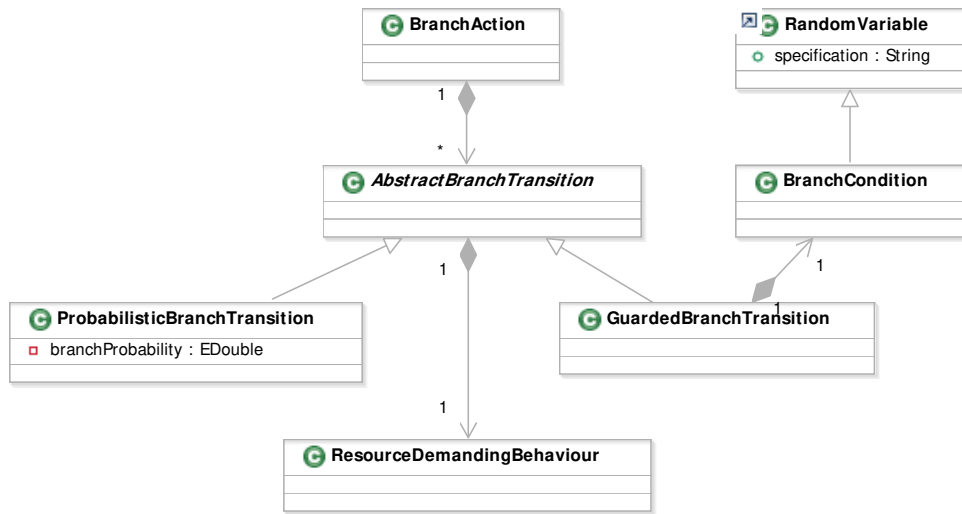 BranchAction
RandomVariable
specification : String
1
*
AbstractBranchTransition
BranchCondition
1
1
1
ProbabilisticBranchTransition
branchProbability : EDouble
GuardedBranchTransition
1
ResourceDemandingBehaviour